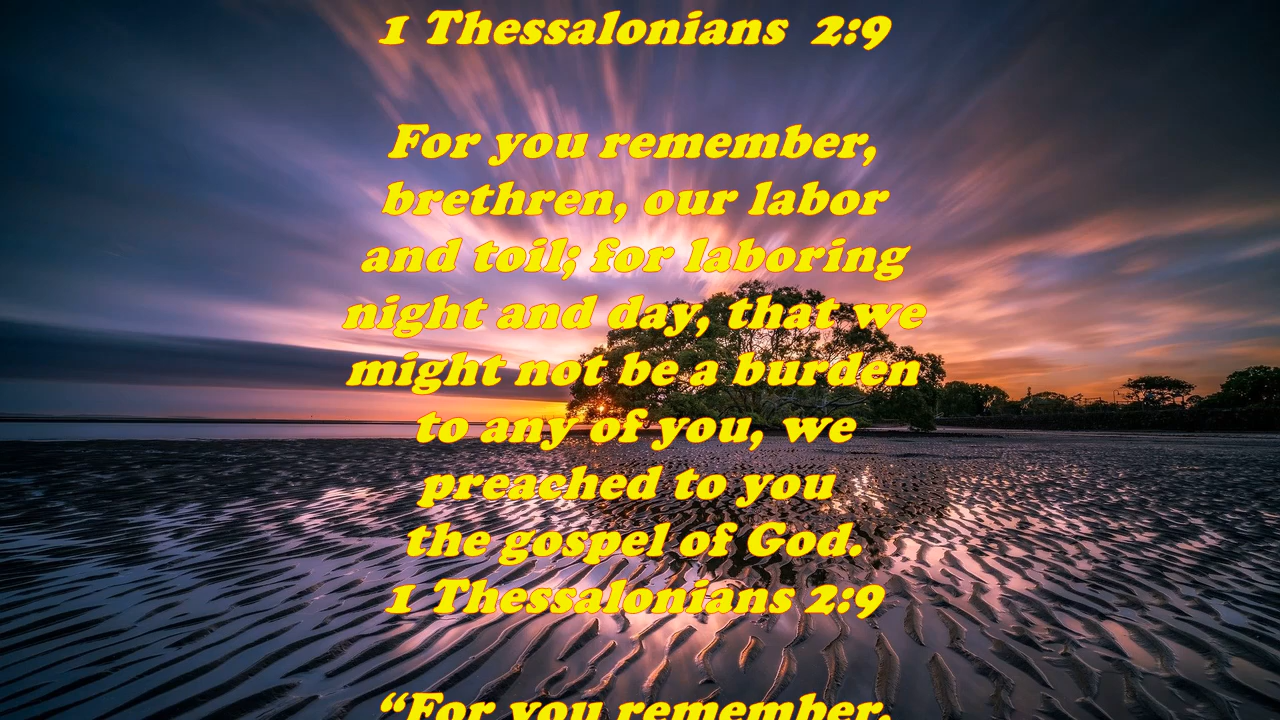 1 Thessalonians  2:9
For you remember,
brethren, our labor
and toil; for laboring
night and day, that we
might not be a burden
to any of you, we
preached to you
the gospel of God.
1 Thessalonians 2:9
“For you remember,